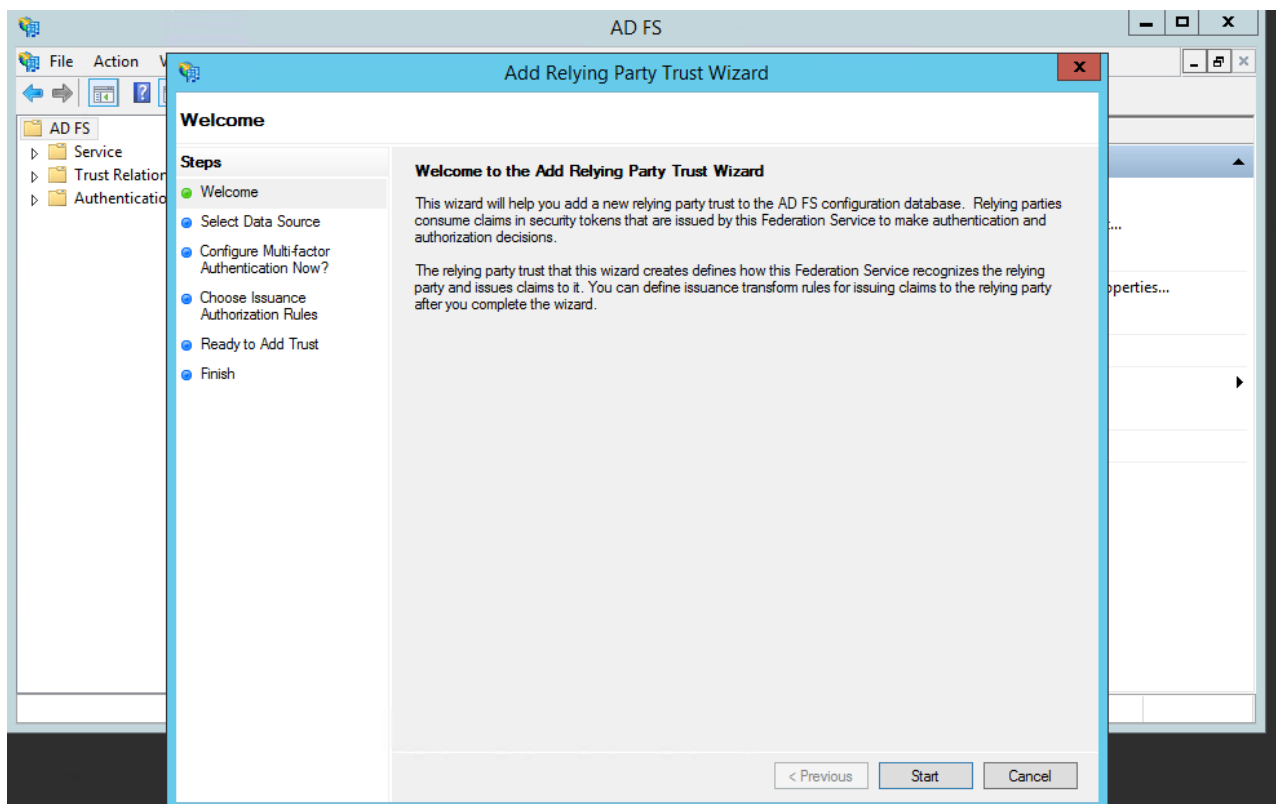 AD FS
File Action
Add Relying Party Trust Wizard
Welcome
AD FS
Service
Trust Relation
Authenticatio
Steps
Welcome
Select Data Source
Configure Multi-factor
Authentication Now?
Choose Issuance
Authorization Rules
Ready to Add Trust
Finish
Welcome to the Add Relying Party Trust Wizard
This wizard will help you add a new relying party trust to the AD FS configuration database. Relying parties
consume claims in security tokens that are issued by this Federation Service to make authentication and
authorization decisions.
The relying party trust that this wizard creates defines how this Federation Service recognizes the relying
party and issues claims to it. You can define issuance transform rules for issuing claims to the relying party
after you complete the wizard.
perties...
< Previous
Start
Cancel